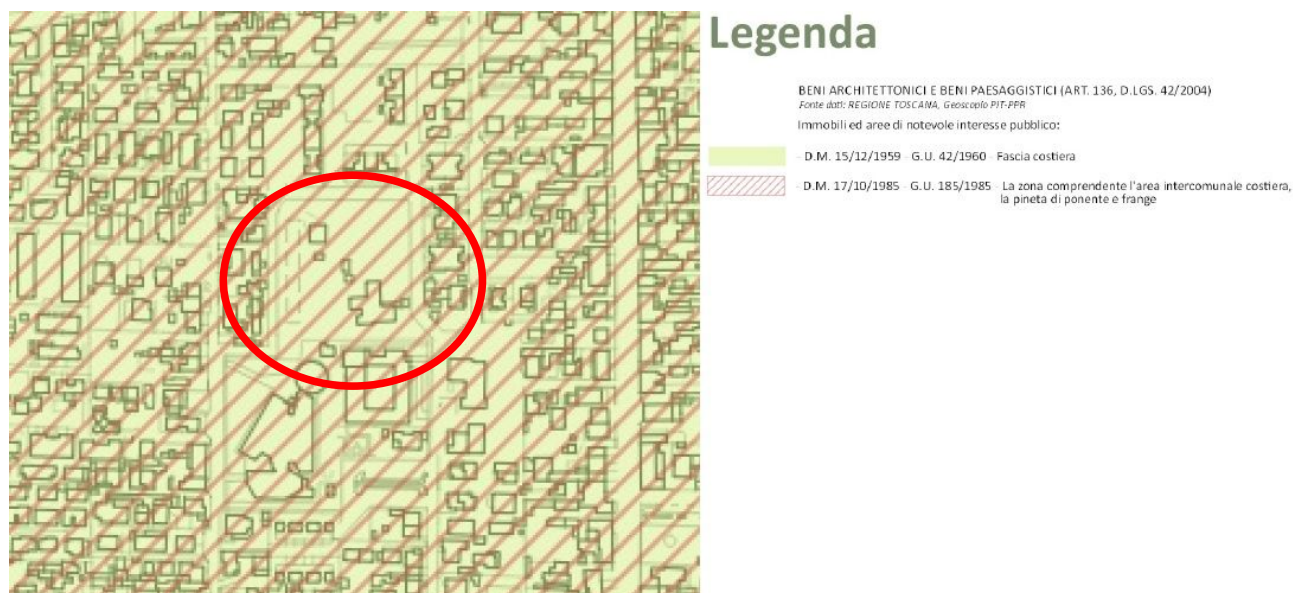 Legenda
BENI ARCHITETTONICI E BENI PAESAGGISTICI (ART. 136, D.LGS. 42/2004)
Fonte dati: REGIONE TOSCANA, Geoscopio PIT-PPR
Immobili ed aree di notevole interesse pubblico:
- D.M. 15/12/1959 - G.U. 42/1960 - Fascia costiera
- D.M. 17/10/1985 - G.U. 185/1985 - La zona comprendente l'area intercomunale costiera,
la pineta di ponente e frange